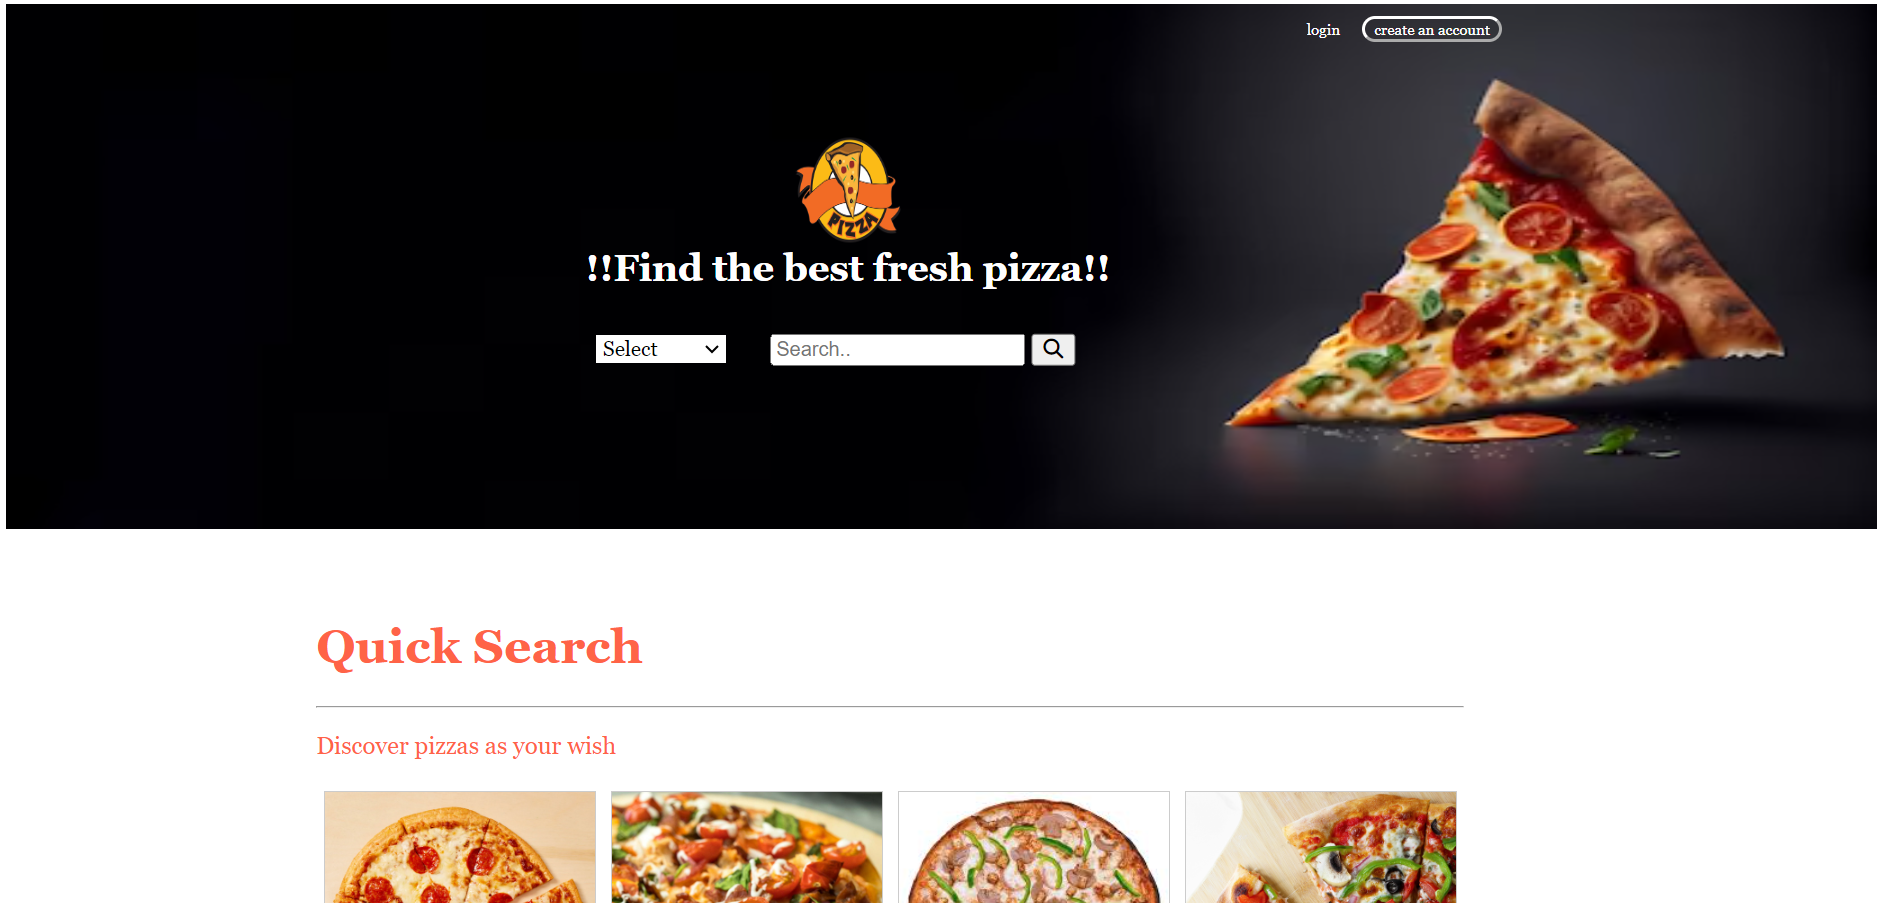 login
create an account
PIZZA
!!Find the best fresh pizza!!
Select
Search..
Quick Search
Discover pizzas as your wish